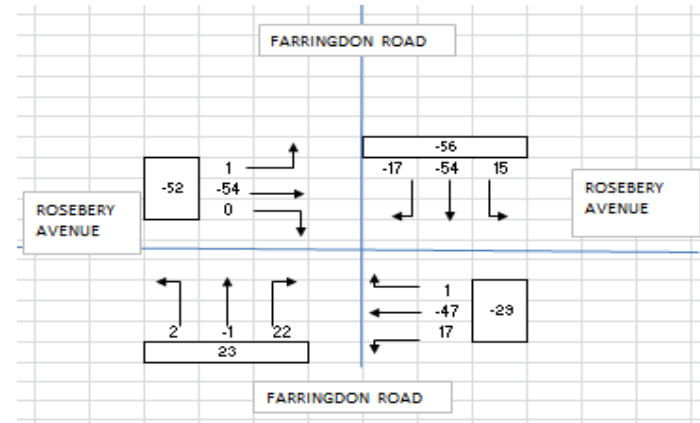 FARRINGDON ROAD
-56
1
-17 -54 15
-52
-54
0
ROSEBERY
AVENUE
ROSEBERY
AVENUE
1
-47
-29
17
2 -1 22
23
FARRINGDON ROAD